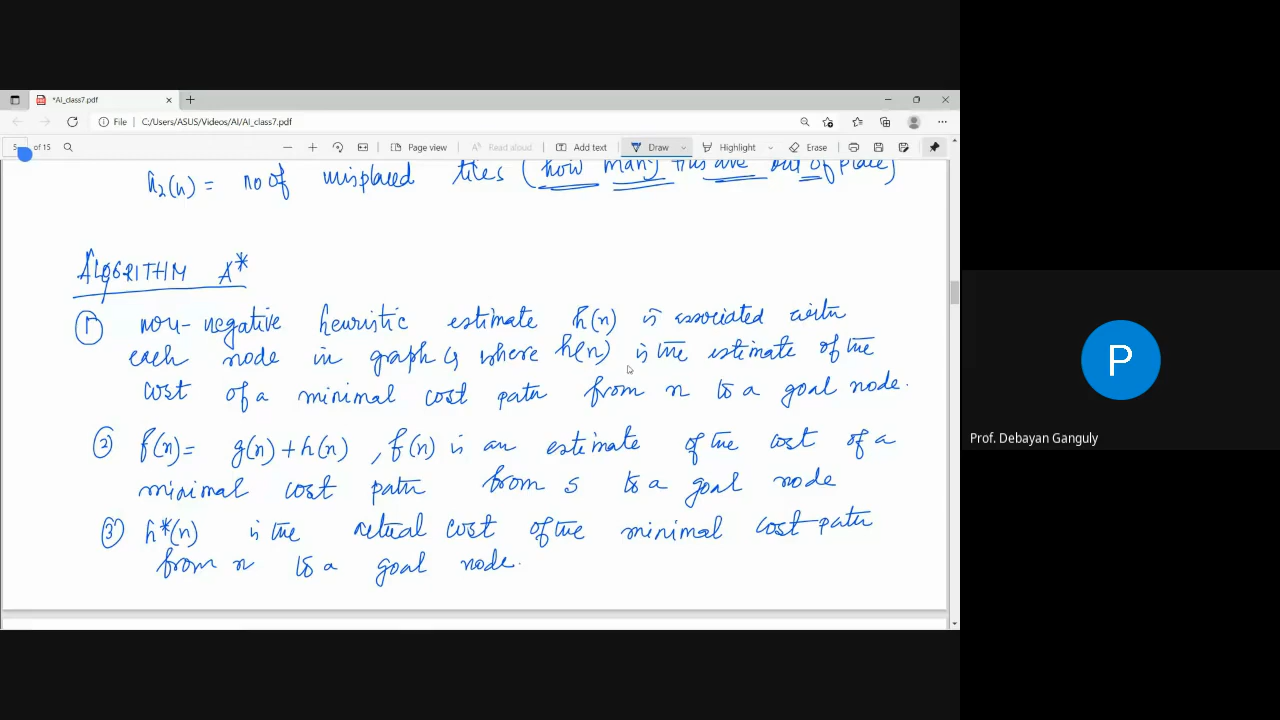 *AI_class7.pdf
File C:/Users/ASUS/Videos/AI/AI_class7.pdf
5 of 15 Page view Read aloud Add text Draw Highlight Erase
h2(n) = no of misplaced tiles (how many tiles are out of place)
ALGORITHM A*
① non-negative heuristic estimate h(n) is associated with
each node in graph G where h(n) is the estimate of the
cost of a minimal cost path from n to a goal node.
② f(n) = g(n) + h(n) , f(n) is an estimate of the cost of a
minimal cost path from s to a goal node
③ h*(n) is the actual cost of the minimal cost path
from n to a goal node.
P
Prof. Debayan Ganguly